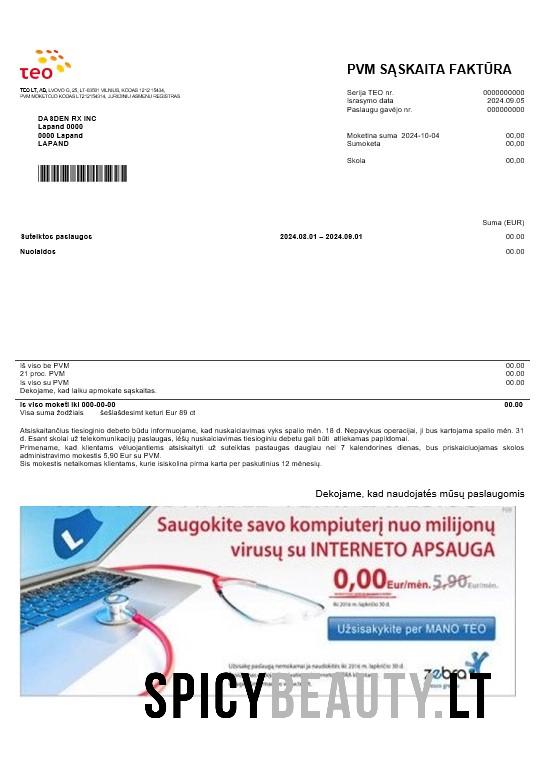 teo
PVM SĄSKAITA FAKTŪRA
TEO LT, AB, LVOVO G. 25, LT-03501 VILNIUS, KODAS 1212 15434,
PVM MOKETOJO KODAS LT212154314, JURIDINIU ASMENU REGISTRAS
Serija TEO nr. 0000000000
Israsymo data 2024.09.05
Paslaugu gavėjo nr. 000000000
DASDEN RX INC
Lapand 0000
0000 Lapand
LAPAND
Moketina suma 2024-10-04 00,00
Sumoketa 00,00
Skola 00,00
Suma (EUR)
Suteiktos paslaugos 2024.08.01 – 2024.09.01 00.00
Nuolaidos 00.00
Iš viso be PVM 00.00
21 proc. PVM 00.00
Is viso su PVM 00.00
Dekojame, kad laiku apmokate sąskaitas.
Is viso moketi iki 000-00-00 00.00
Visa suma žodžiais šešiašdesimt keturi Eur 89 ct
Atsiskaitančius tiesioginio debeto būdu informuojame, kad nuskaiciavimas vyks spalio mėn. 18 d. Nepavykus operacijai, ji bus kartojama spalio mėn. 31
d. Esant skolai už telekomunikacijų paslaugas, lėšų nuskaiciavimas tiesioginiu debetu gali būti atliekamas papildomai.
Primename, kad klientams vėluojantiems atsiskaityti už suteiktas paslaugas daugiau nei 7 kalendorines dienas, bus priskaiciuojamas skolos
administravimo mokestis 5,90 Eur su PVM.
Sis mokestis netaikomas klientams, kurie isiskolina pirma karta per paskutinius 12 mėnesių.
Dekojame, kad naudojatės mūsų paslaugomis
L
Saugokite savo kompiuterį nuo milijonų
virusų su INTERNETO APSAUGA
0,00 Eur/mėn. 5,90 Eur/mėn.
Iki 2016 m. lapkričio 30 d.
Užsisakykite per MANO TEO
Užsisakę paslaugą nemokamai ja naudokitės iki 2016 m. lapkričio 30 d.
zebra
SPICYBEAUTY.LT